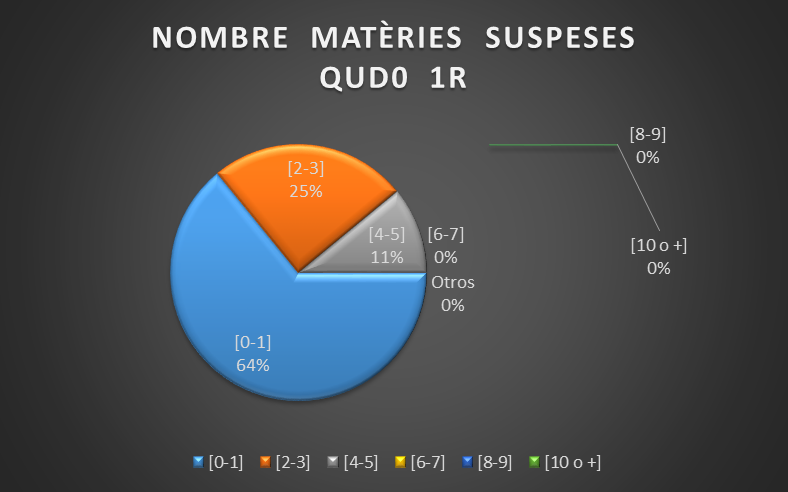 NOMBRE MATÈRIES SUSPESES
QUD0 1R
[8-9]
0%
[2-3]
25%
[4-5]
11%
[6-7]
0%
[10 o +]
0%
Otros
0%
[0-1]
64%
[0-1] [2-3] [4-5] [6-7] [8-9] [10 o +]